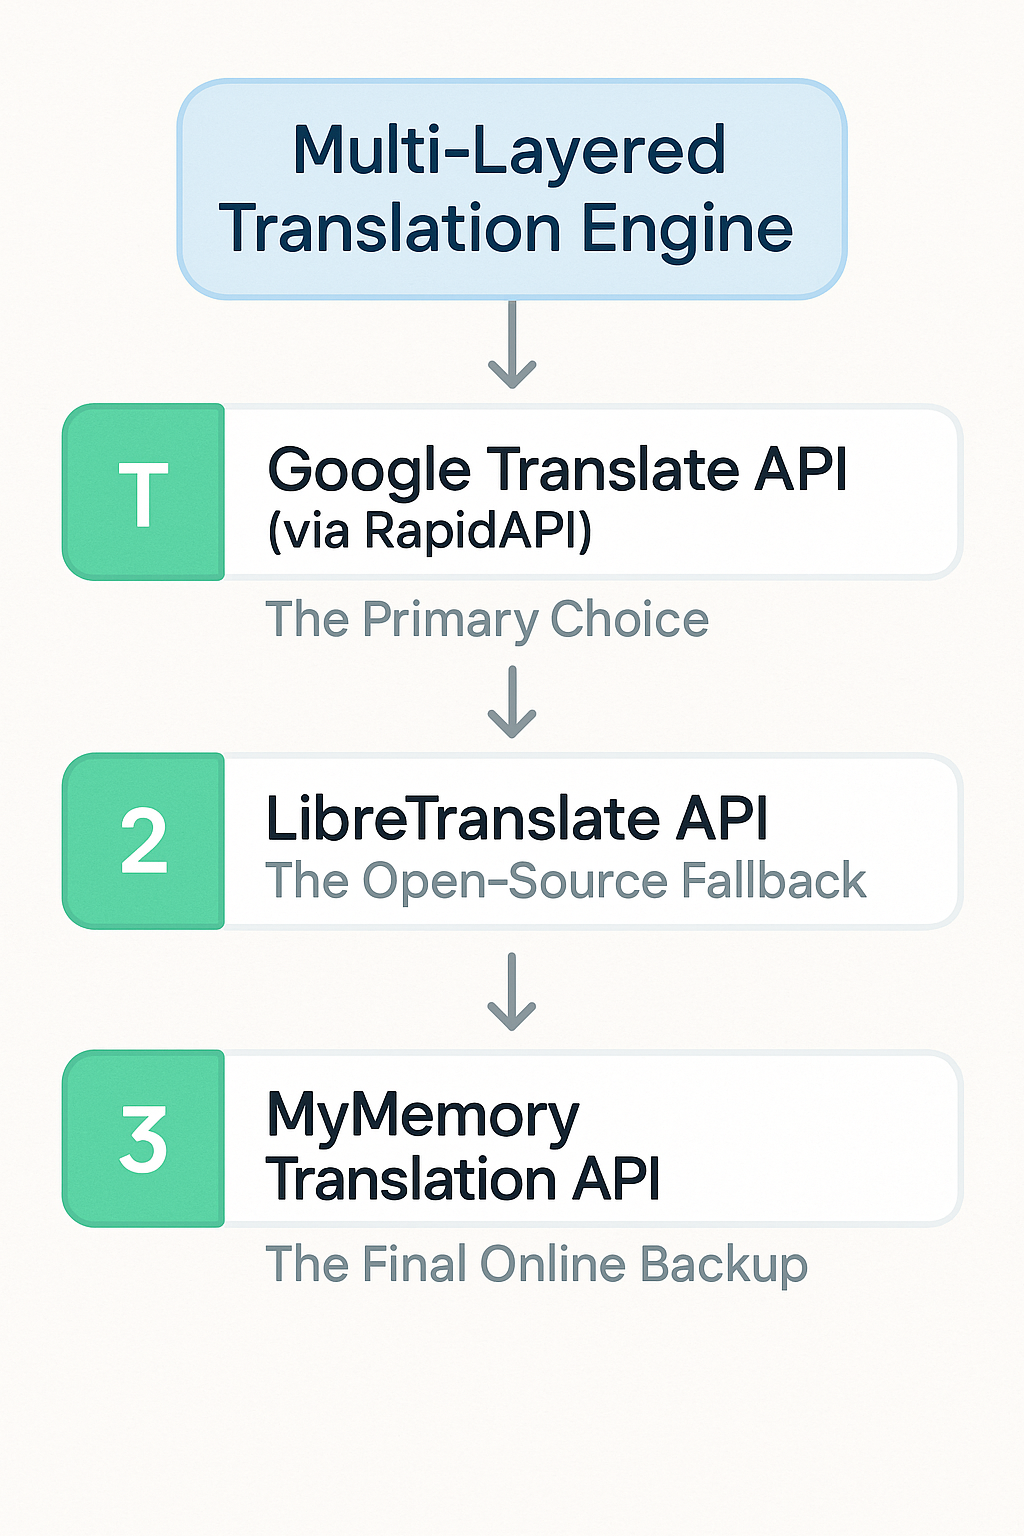 Multi-Layered
Translation Engine
T
Google Translate API
(via RapidAPI)
The Primary Choice
2
LibreTranslate API
The Open-Source Fallback
3
MyMemory
Translation API
The Final Online Backup